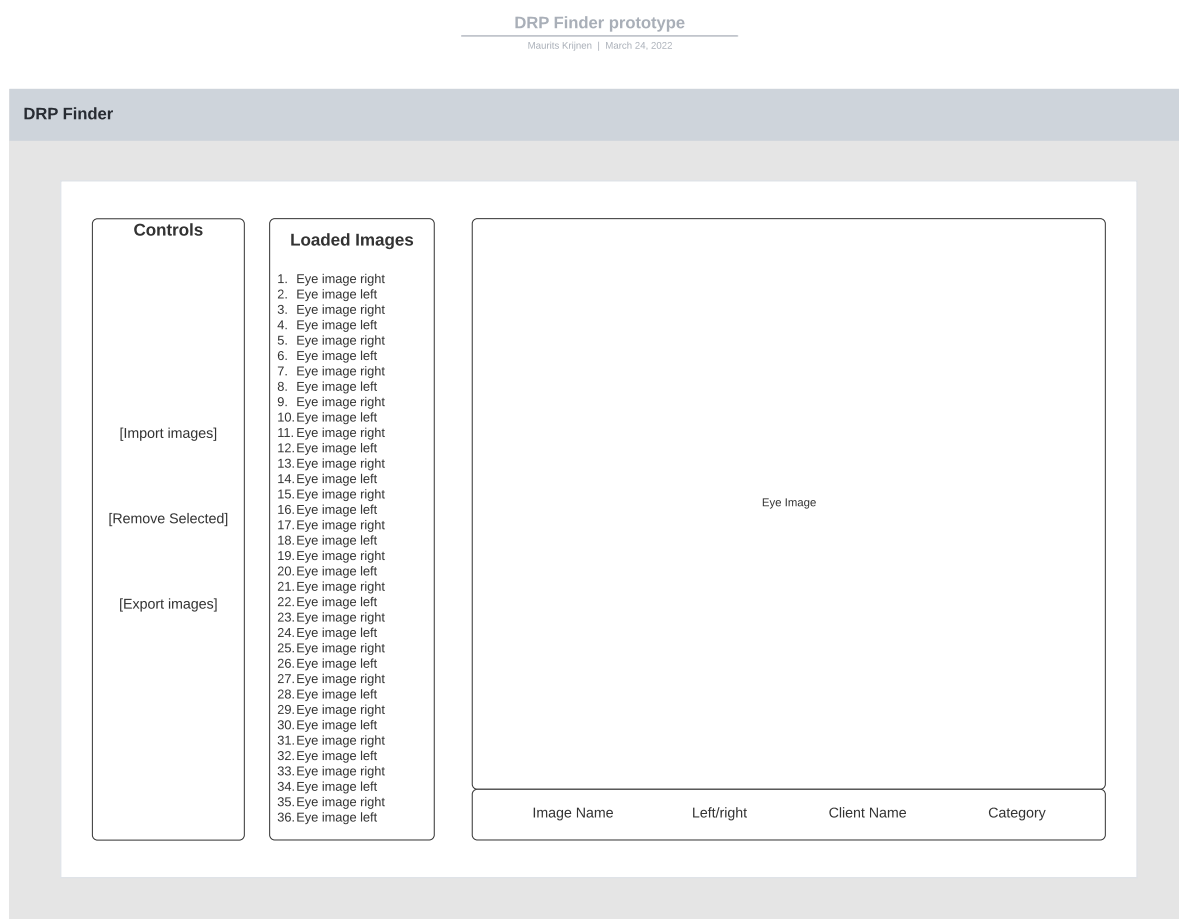 DRP Finder prototype
Maurits Krijnen | March 24, 2022
DRP Finder
Controls
[Import images]
[Remove Selected]
[Export images]
Loaded Images
1. Eye image right
2. Eye image left
3. Eye image right
4. Eye image left
5. Eye image right
6. Eye image left
7. Eye image right
8. Eye image left
9. Eye image right
10. Eye image left
11. Eye image right
12. Eye image left
13. Eye image right
14. Eye image left
15. Eye image right
16. Eye image left
17. Eye image right
18. Eye image left
19. Eye image right
20. Eye image left
21. Eye image right
22. Eye image left
23. Eye image right
24. Eye image left
25. Eye image right
26. Eye image left
27. Eye image right
28. Eye image left
29. Eye image right
30. Eye image left
31. Eye image right
32. Eye image left
33. Eye image right
34. Eye image left
35. Eye image right
36. Eye image left
Eye Image
Image Name Left/right Client Name Category